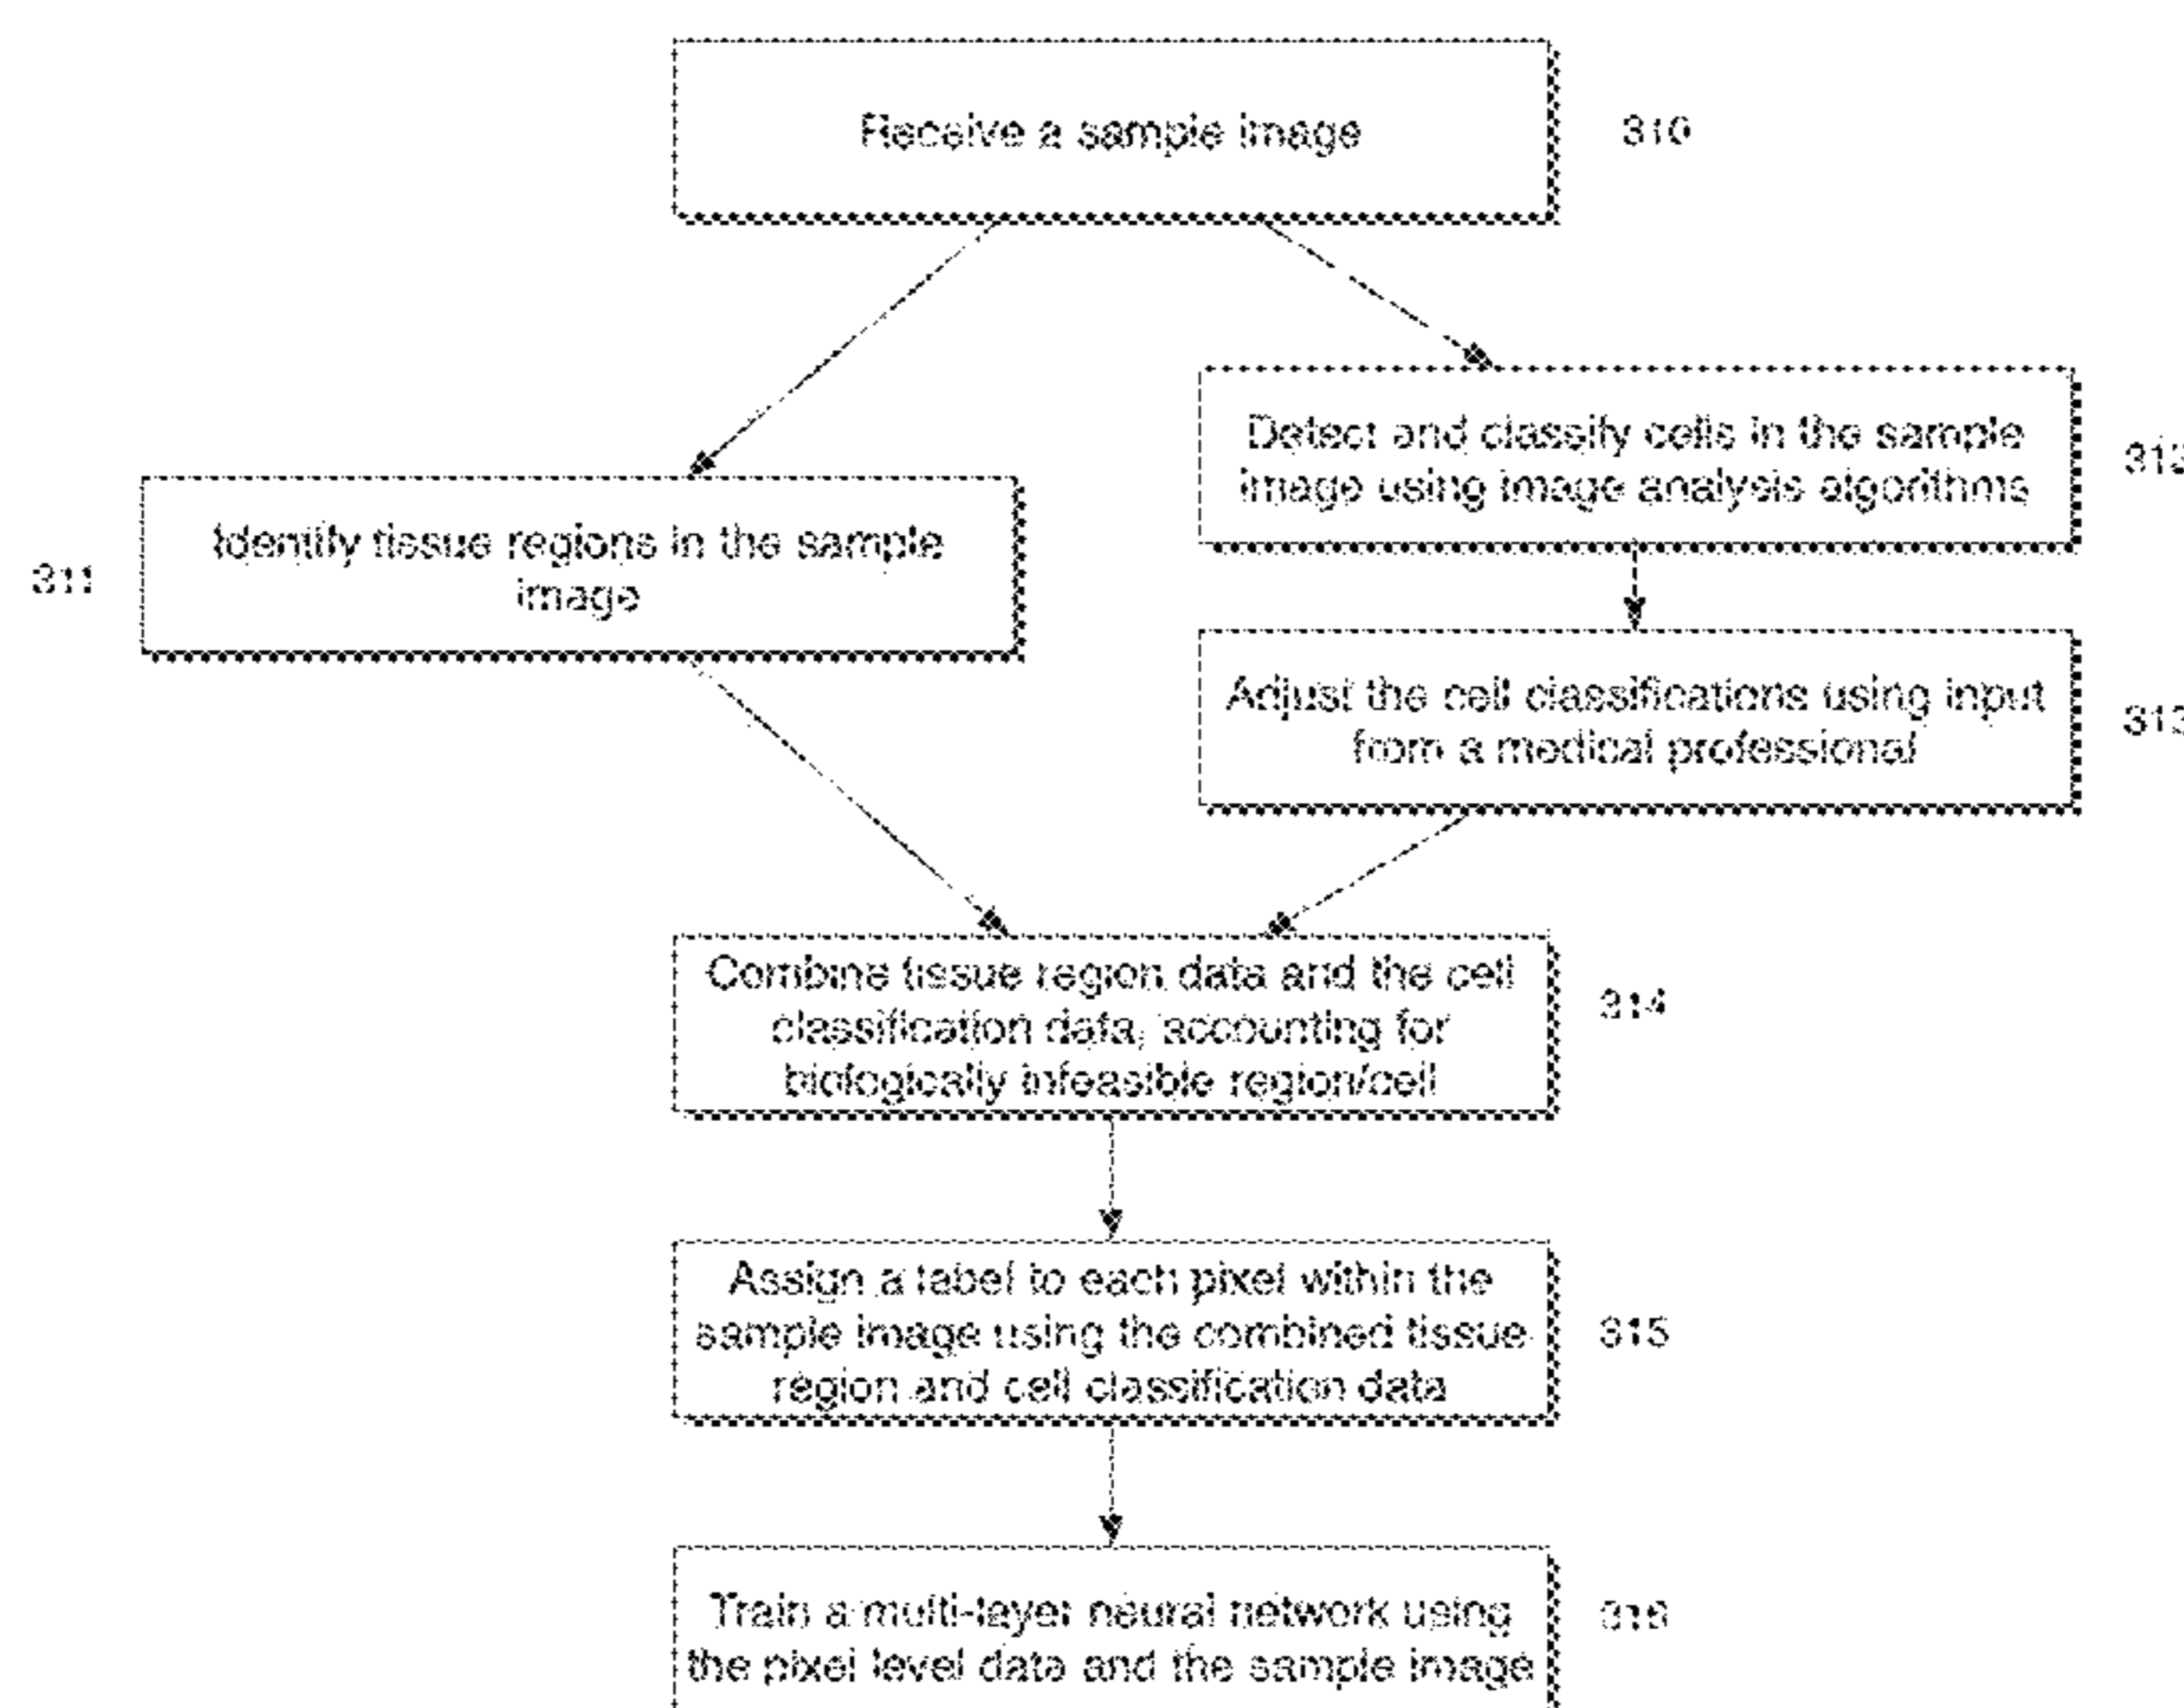 Receive a sample image
310
Detect and classify cells in the sample
image using image analysis algorithms
312
Identify tissue regions in the sample
image
311
Adjust the cell classifications using input
from a medical professional
313
Combine tissue region data and the cell
classification data, accounting for
biologically infeasible region/cell
314
Assign a label to each pixel within the
sample image using the combined tissue
region and cell classification data
315
Train a multi-layer neural network using
the pixel level data and the sample image
316